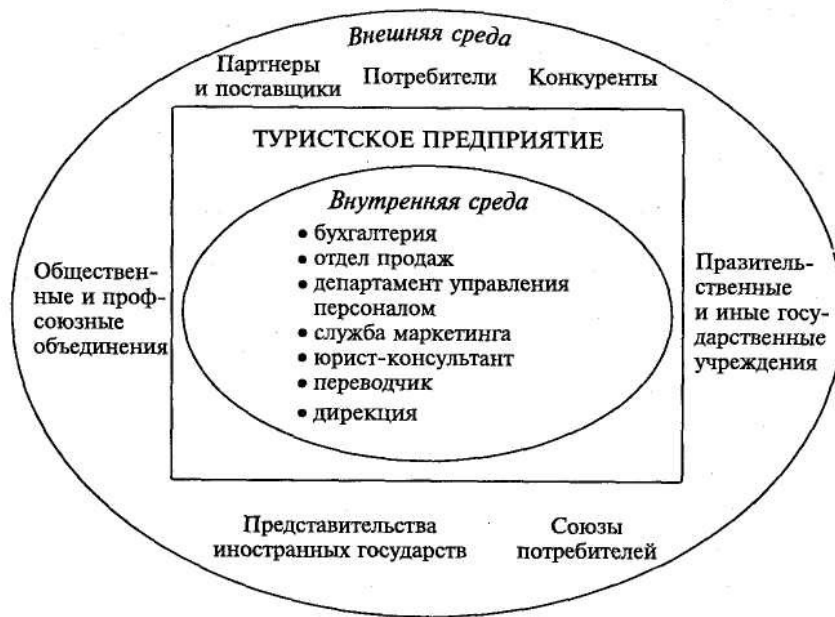 Внешняя среда
Партнеры
и поставщики
Потребители
Конкуренты
ТУРИСТСКОЕ ПРЕДПРИЯТИЕ
Внутренняя среда
• бухгалтерия
• отдел продаж
• департамент управления
персоналом
• служба маркетинга
• юрист-консультант
• переводчик
• дирекция
Обществен-
ные и проф-
союзные
объединения
Празитель-
ственные
и иные госу-
дарственные
учреждения
Представительства
иностранных государств
Союзы
потребителей